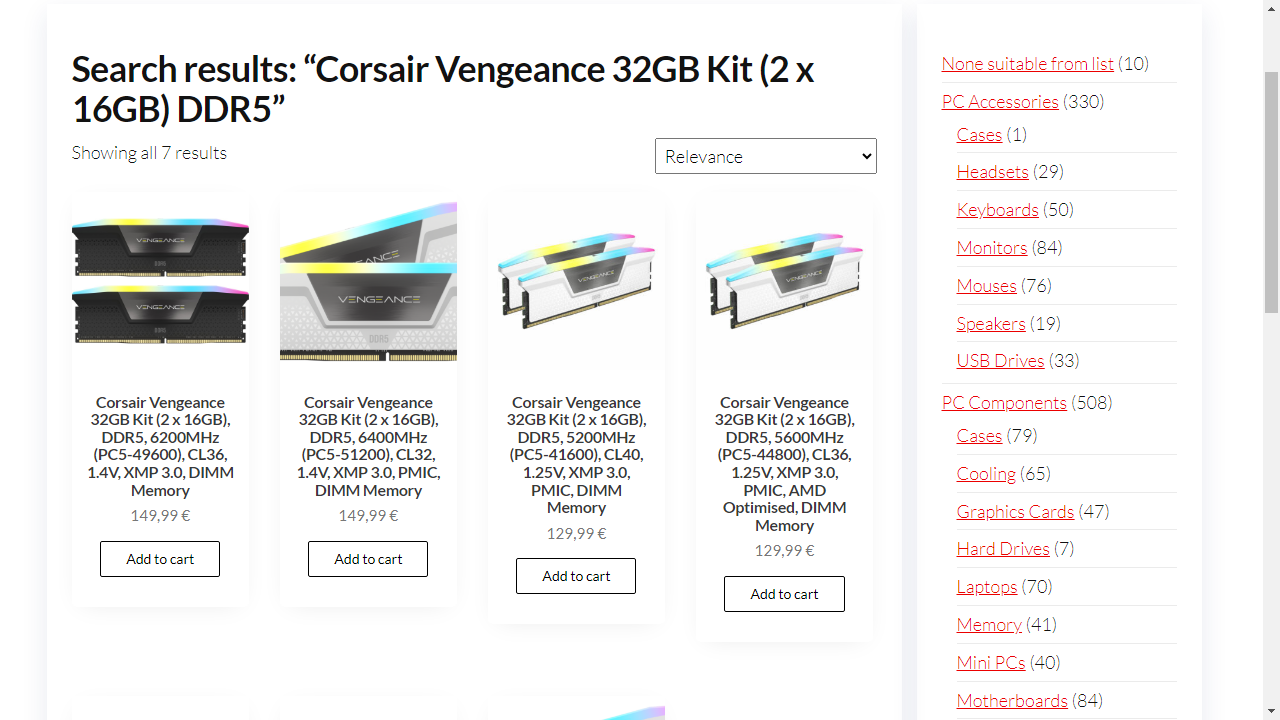 Search results: “Corsair Vengeance 32GB Kit (2 x
16GB) DDR5”
Showing all 7 results
Relevance
VENGEANCE
DDR5
VENGEANCE
DDR5
Corsair Vengeance
32GB Kit (2 x 16GB),
DDR5, 6200MHz
(PC5-49600), CL36,
1.4V, XMP 3.0, DIMM
Memory
149,99 €
Add to cart
VENGEANCE
DDR5
Corsair Vengeance
32GB Kit (2 x 16GB),
DDR5, 6400MHz
(PC5-51200), CL32,
1.4V, XMP 3.0, PMIC,
DIMM Memory
149,99 €
Add to cart
VENGEANCE
Corsair Vengeance
32GB Kit (2 x 16GB),
DDR5, 5200MHz
(PC5-41600), CL40,
1.25V, XMP 3.0,
PMIC, DIMM
Memory
129,99 €
Add to cart
VENGEANCE
Corsair Vengeance
32GB Kit (2 x 16GB),
DDR5, 5600MHz
(PC5-44800), CL36,
1.25V, XMP 3.0,
PMIC, AMD
Optimised, DIMM
Memory
129,99 €
Add to cart
None suitable from list (10)
PC Accessories (330)
Cases (1)
Headsets (29)
Keyboards (50)
Monitors (84)
Mouses (76)
Speakers (19)
USB Drives (33)
PC Components (508)
Cases (79)
Cooling (65)
Graphics Cards (47)
Hard Drives (7)
Laptops (70)
Memory (41)
Mini PCs (40)
Motherboards (84)